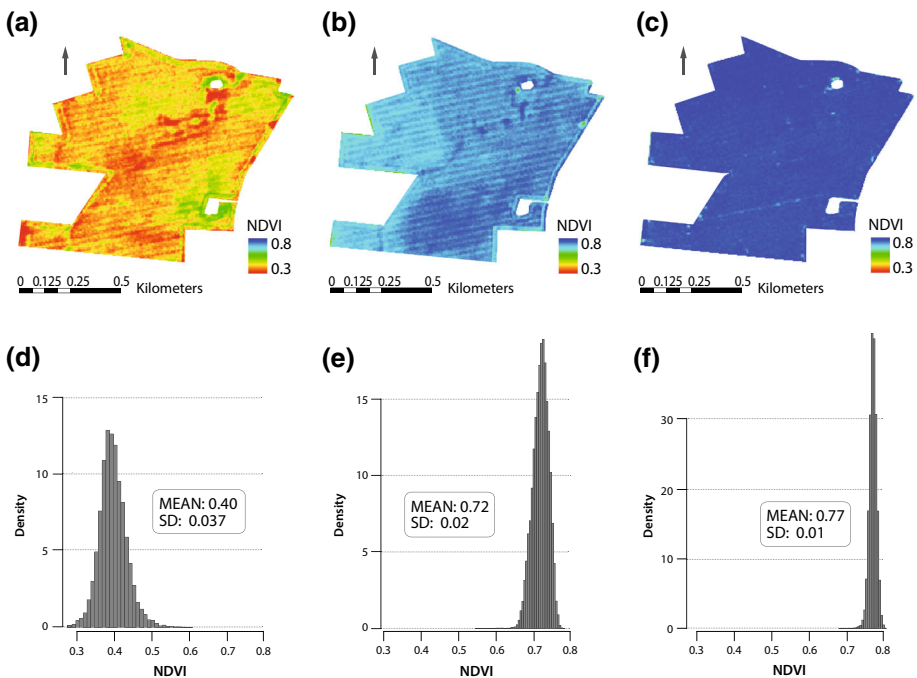 (a)
(b)
(c)
NDVI
0.8
0.3
0 0.125 0.25 0.5
Kilometers
NDVI
0.8
0.3
0 0.125 0.25 0.5
Kilometers
NDVI
0.8
0.3
0 0.125 0.25 0.5
Kilometers
(d)
15
10
5
0
Density
MEAN: 0.40
SD: 0.037
0.3 0.4 0.5 0.6 0.7 0.8
NDVI
(e)
15
10
5
0
Density
MEAN: 0.72
SD: 0.02
0.3 0.4 0.5 0.6 0.7 0.8
NDVI
(f)
30
20
10
0
Density
MEAN: 0.77
SD: 0.01
0.3 0.4 0.5 0.6 0.7 0.8
NDVI